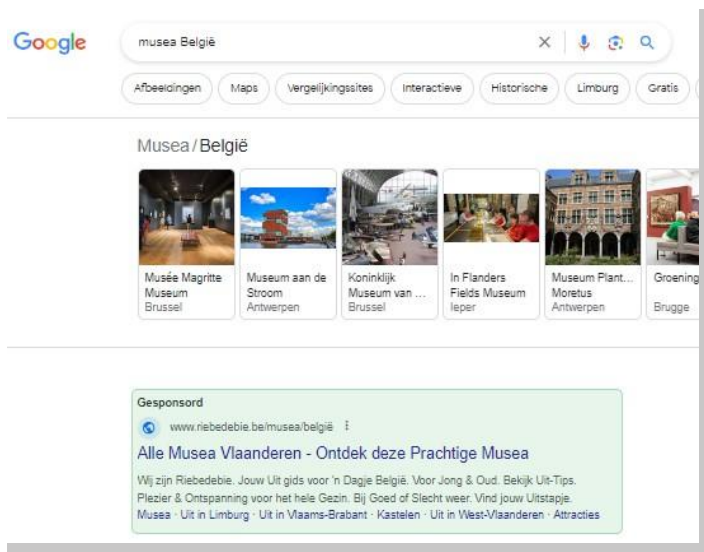 Google
musea België
Afbeeldingen Maps Vergelijkingssites Interactieve Historische Limburg Gratis
Musea/België
Musée Magritte Museum
Brussel
Museum aan de Stroom
Antwerpen
Koninklijk Museum van ...
Brussel
In Flanders Fields Museum
Ieper
Museum Plant... Moretus
Antwerpen
Groening
Brugge
Gesponsord
www.riebedebie.be/musea/belgië
Alle Musea Vlaanderen - Ontdek deze Prachtige Musea
Wij zijn Riebedebie. Jouw Uit gids voor 'n Dagje België. Voor Jong & Oud. Bekijk Uit-Tips.
Plezier & Ontspanning voor het hele Gezin. Bij Goed of Slecht weer. Vind jouw Uitstapje.
Musea · Uit in Limburg · Uit in Vlaams-Brabant · Kastelen · Uit in West-Vlaanderen · Attracties